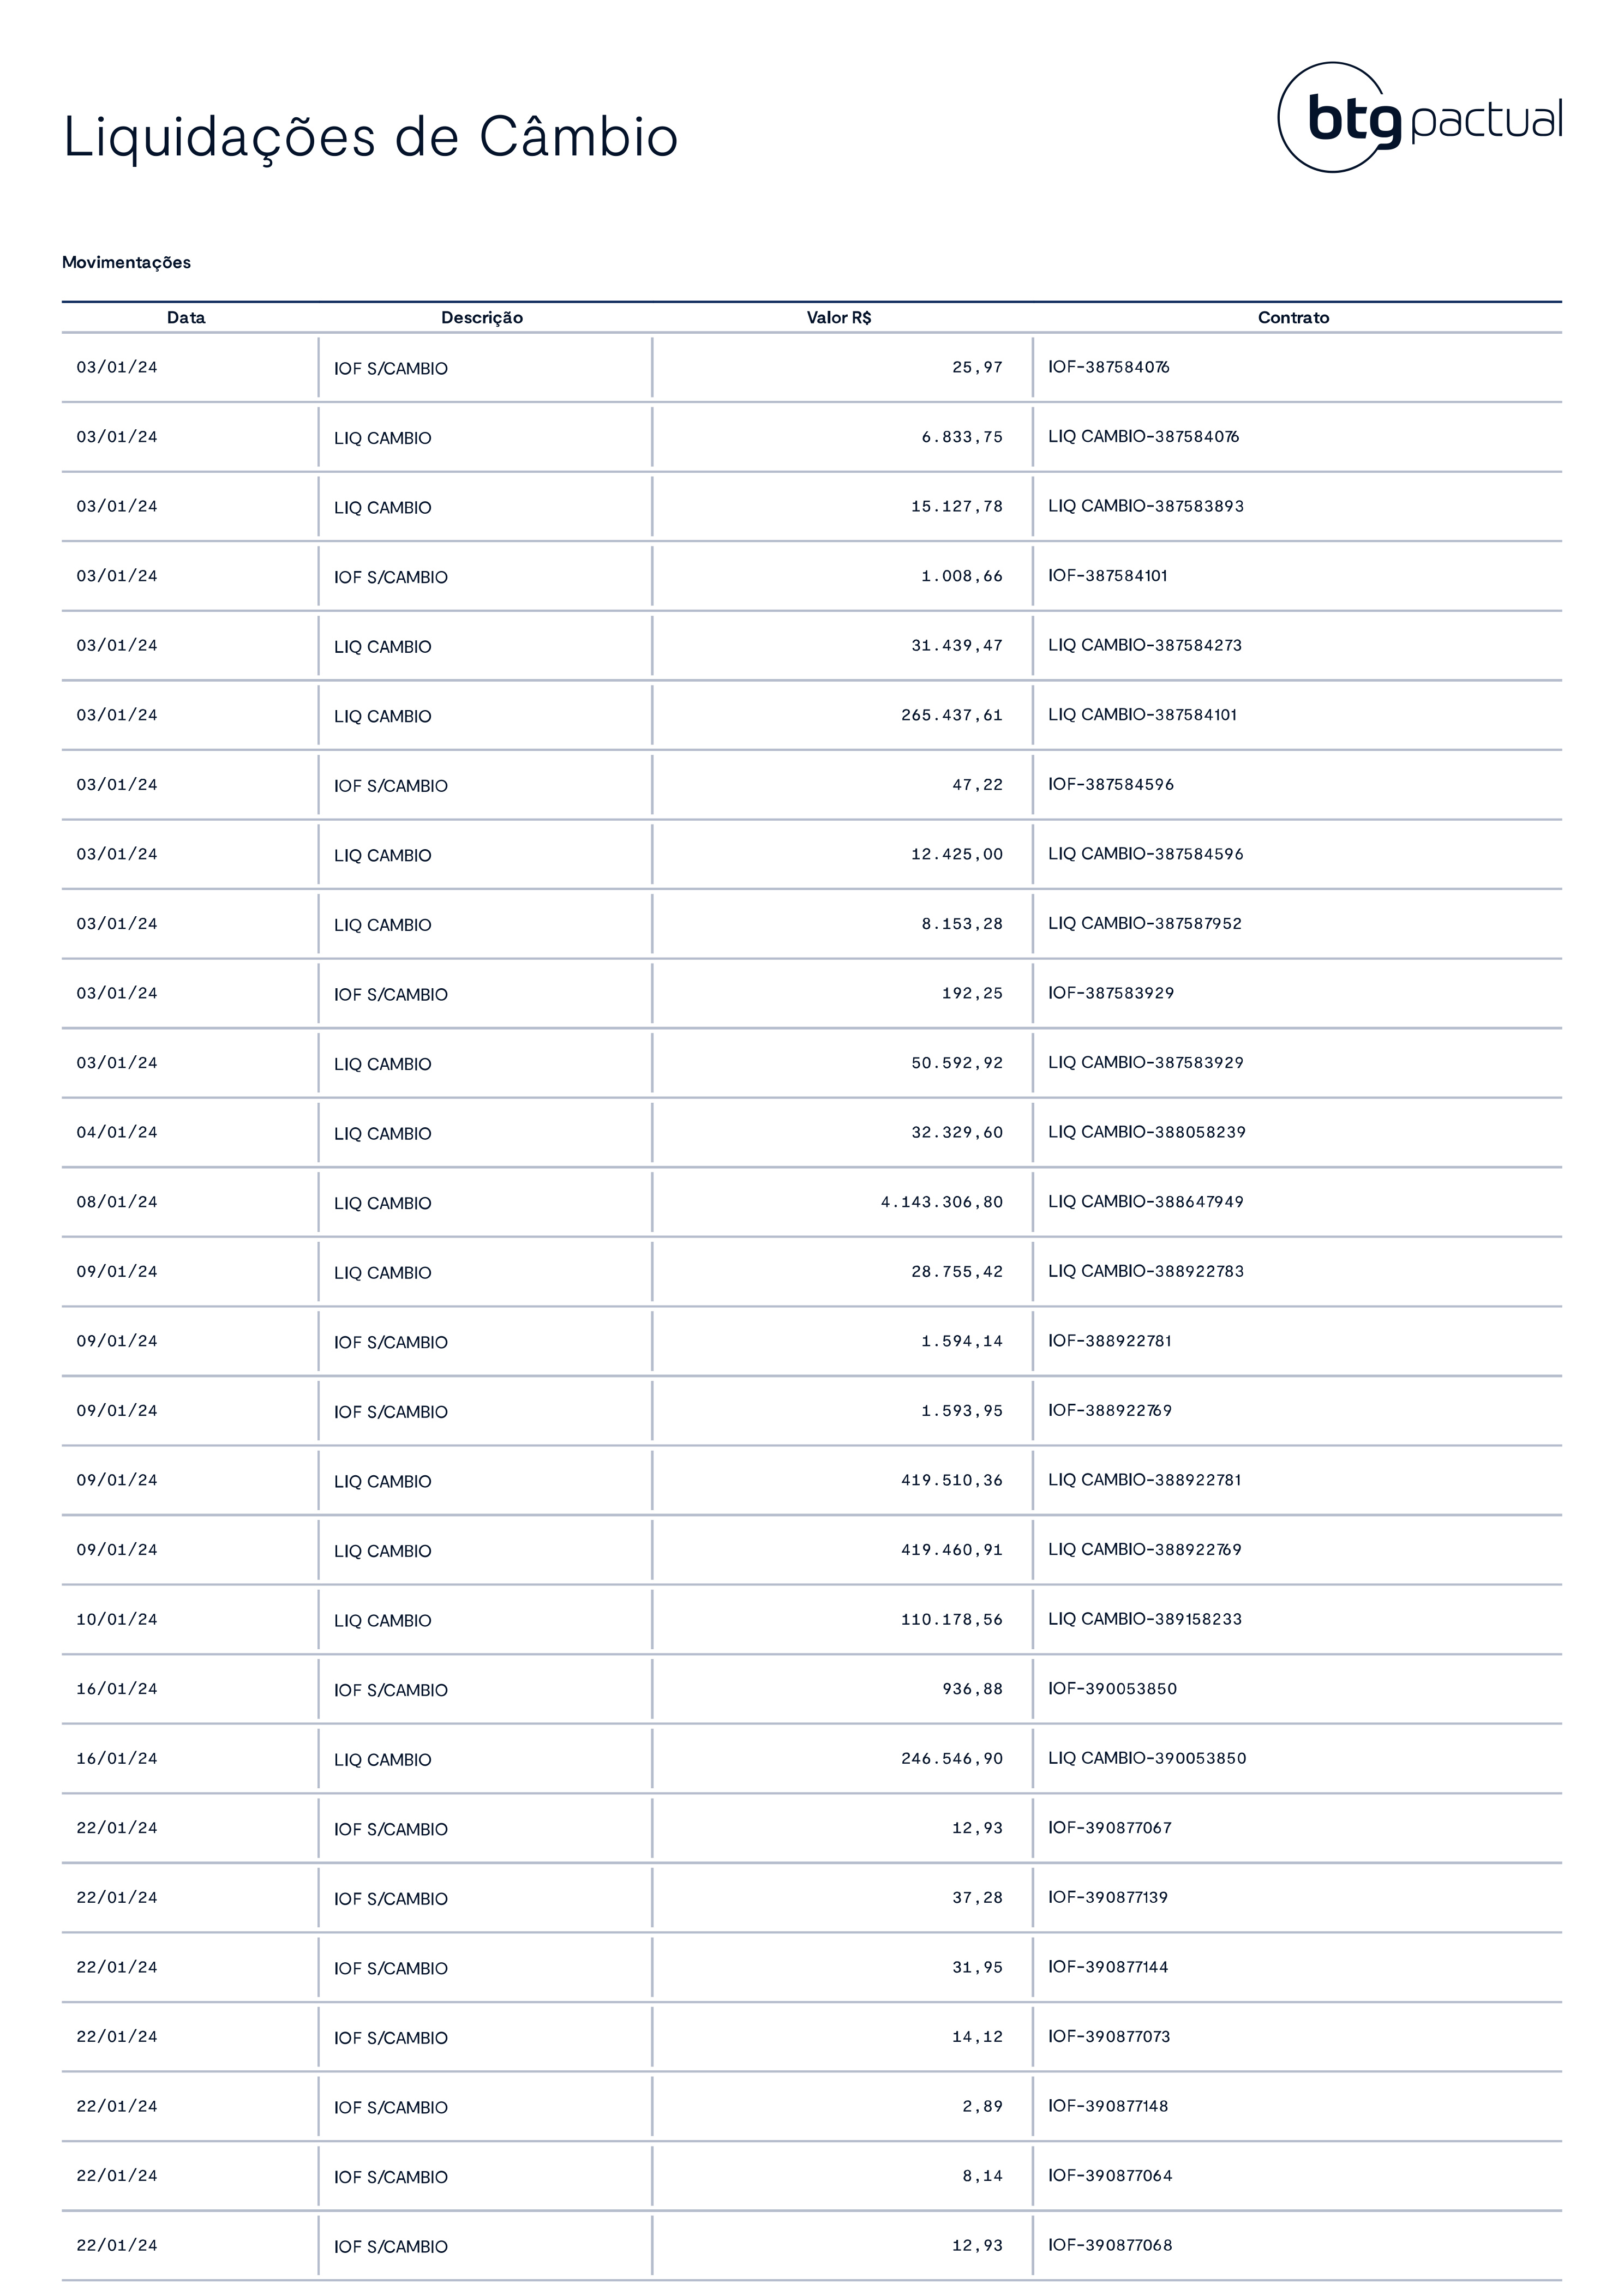 Liquidações de Câmbio
btg pactual
Movimentações
Data Descrição Valor R$ Contrato
03/01/24 IOF S/CAMBIO 25,97 IOF-387584076
03/01/24 LIQ CAMBIO 6.833,75 LIQ CAMBIO-387584076
03/01/24 LIQ CAMBIO 15.127,78 LIQ CAMBIO-387583893
03/01/24 IOF S/CAMBIO 1.008,66 IOF-387584101
03/01/24 LIQ CAMBIO 31.439,47 LIQ CAMBIO-387584273
03/01/24 LIQ CAMBIO 265.437,61 LIQ CAMBIO-387584101
03/01/24 IOF S/CAMBIO 47,22 IOF-387584596
03/01/24 LIQ CAMBIO 12.425,00 LIQ CAMBIO-387584596
03/01/24 LIQ CAMBIO 8.153,28 LIQ CAMBIO-387587952
03/01/24 IOF S/CAMBIO 192,25 IOF-387583929
03/01/24 LIQ CAMBIO 50.592,92 LIQ CAMBIO-387583929
04/01/24 LIQ CAMBIO 32.329,60 LIQ CAMBIO-388058239
08/01/24 LIQ CAMBIO 4.143.306,80 LIQ CAMBIO-388647949
09/01/24 LIQ CAMBIO 28.755,42 LIQ CAMBIO-388922783
09/01/24 IOF S/CAMBIO 1.594,14 IOF-388922781
09/01/24 IOF S/CAMBIO 1.593,95 IOF-388922769
09/01/24 LIQ CAMBIO 419.510,36 LIQ CAMBIO-388922781
09/01/24 LIQ CAMBIO 419.460,91 LIQ CAMBIO-388922769
10/01/24 LIQ CAMBIO 110.178,56 LIQ CAMBIO-389158233
16/01/24 IOF S/CAMBIO 936,88 IOF-390053850
16/01/24 LIQ CAMBIO 246.546,90 LIQ CAMBIO-390053850
22/01/24 IOF S/CAMBIO 12,93 IOF-390877067
22/01/24 IOF S/CAMBIO 37,28 IOF-390877139
22/01/24 IOF S/CAMBIO 31,95 IOF-390877144
22/01/24 IOF S/CAMBIO 14,12 IOF-390877073
22/01/24 IOF S/CAMBIO 2,89 IOF-390877148
22/01/24 IOF S/CAMBIO 8,14 IOF-390877064
22/01/24 IOF S/CAMBIO 12,93 IOF-390877068